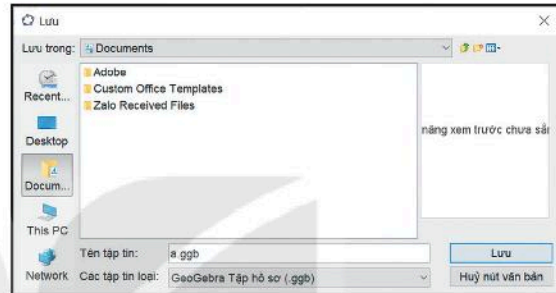 Lưu
Lưu trong: Documents
Adobe
Custom Office Templates
Zalo Received Files
Recent...
Desktop
Docum...
This PC
Network
năng xem trước chưa sẵn
Tên tập tin: a.ggb
Lưu
Các tập tin loại: GeoGebra Tập hồ sơ (.ggb)
Huỷ nút văn bản